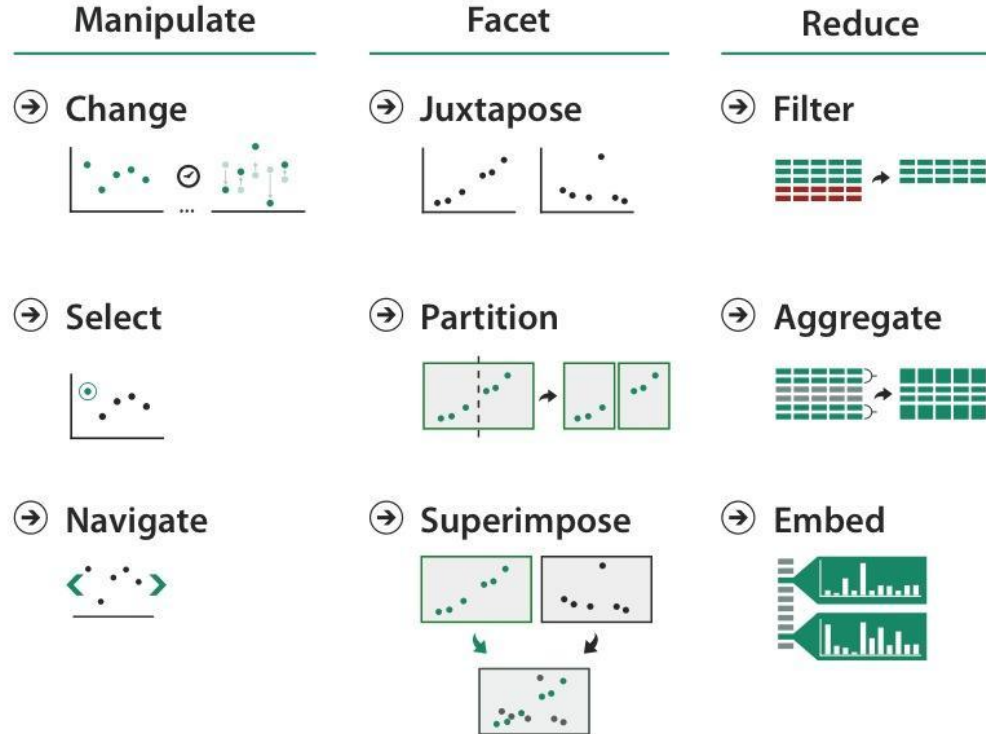 Manipulate
Facet
Reduce
Change
Juxtapose
Filter
...
Select
Partition
Aggregate
Navigate
Superimpose
Embed